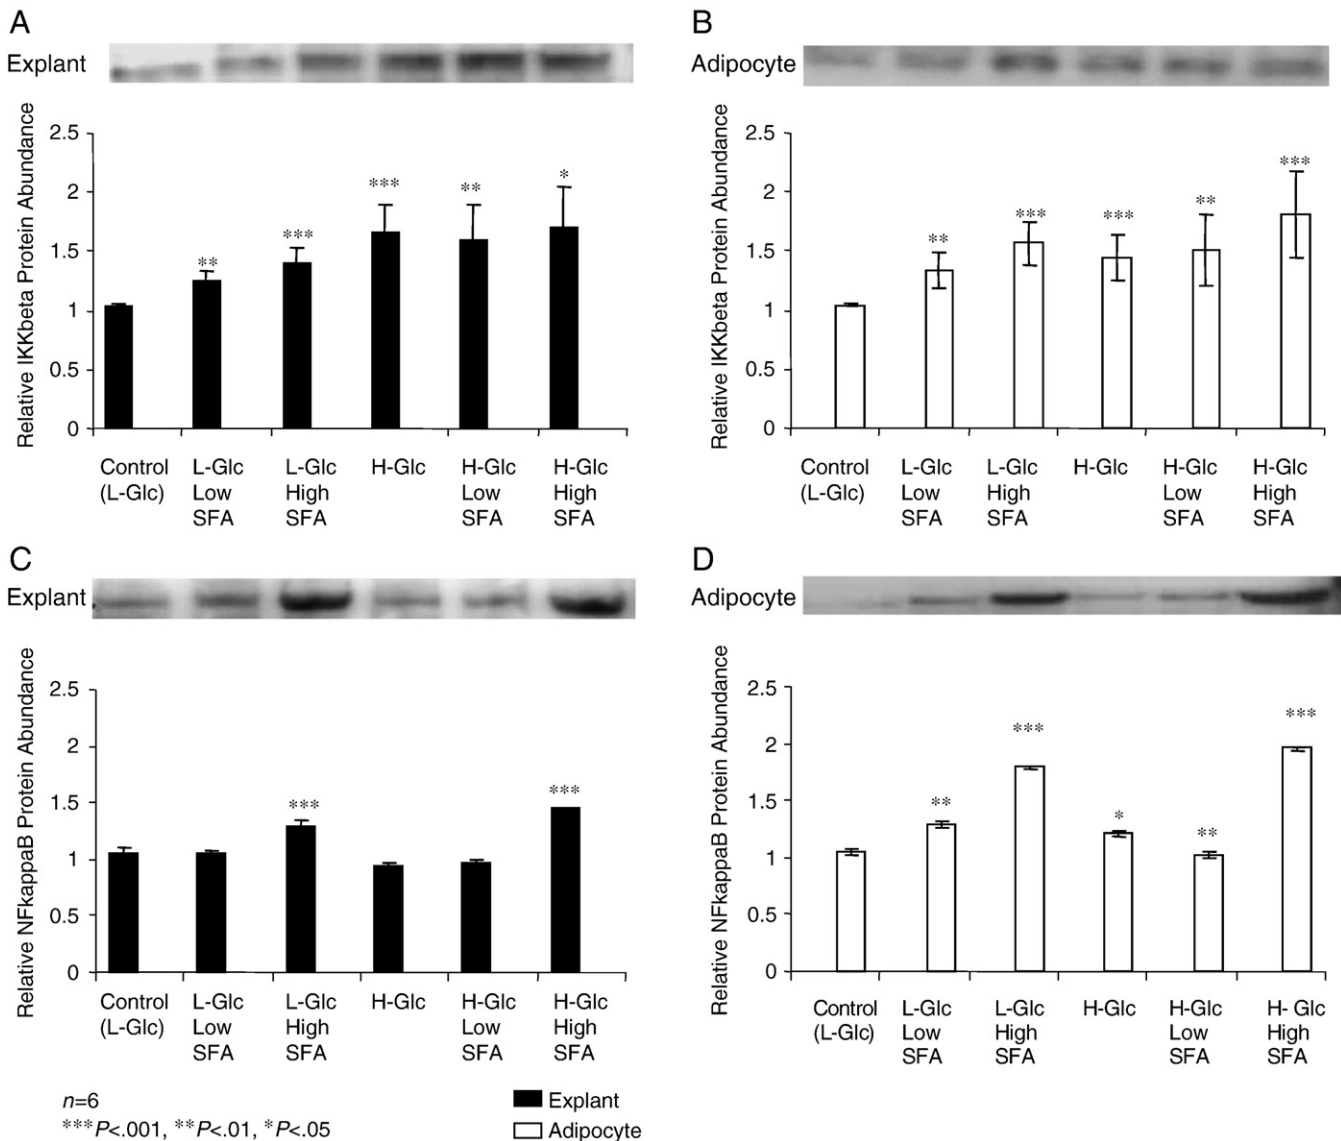 A
Explant
Relative IKKbeta Protein Abundance
2.5
2
1.5
1
0.5
0
** *** *** ** *
Control L-Glc L-Glc H-Glc H-Glc H-Glc
(L-Glc) Low High Low High
SFA SFA SFA SFA
B
Adipocyte
Relative IKKbeta Protein Abundance
2.5
2
1.5
1
0.5
0
** *** *** ** ***
Control L-Glc L-Glc H-Glc H-Glc H-Glc
(L-Glc) Low High Low High
SFA SFA SFA SFA
C
Explant
Relative NFkappaB Protein Abundance
2.5
2
1.5
1
0.5
0
*** ***
Control L-Glc L-Glc H-Glc H-Glc H-Glc
(L-Glc) Low High Low High
SFA SFA SFA SFA
D
Adipocyte
Relative NFkappaB Protein Abundance
2.5
2
1.5
1
0.5
0
** *** * ** ***
Control L-Glc L-Glc H-Glc H-Glc H- Glc
(L-Glc) Low High Low High
SFA SFA SFA SFA
n=6
***P<.001, **P<.01, *P<.05
Explant
Adipocyte